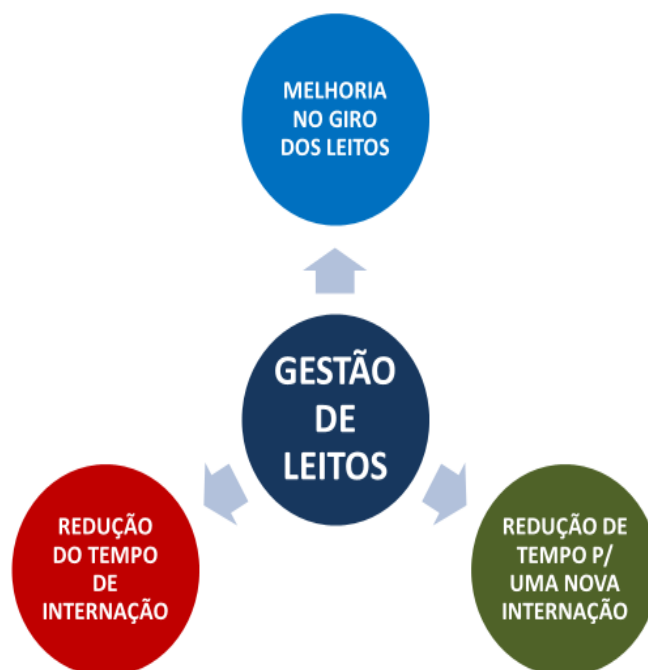 MELHORIA
NO GIRO
DOS LEITOS
GESTÃO
DE
LEITOS
REDUÇÃO
DO TEMPO
DE
INTERNAÇÃO
REDUÇÃO DE
TEMPO P/
UMA NOVA
INTERNAÇÃO